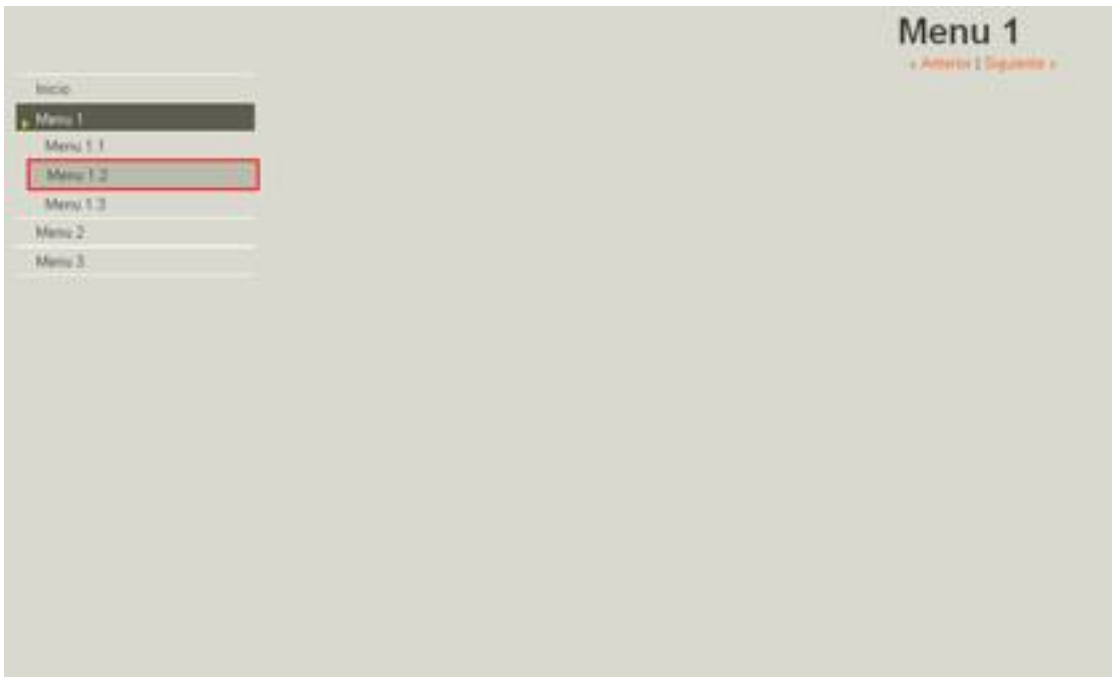 Menu 1
« Anterior | Siguiente »
Inicio
Menu 1
Menu 1.1
Menu 1.2
Menu 1.3
Menu 2
Menu 3